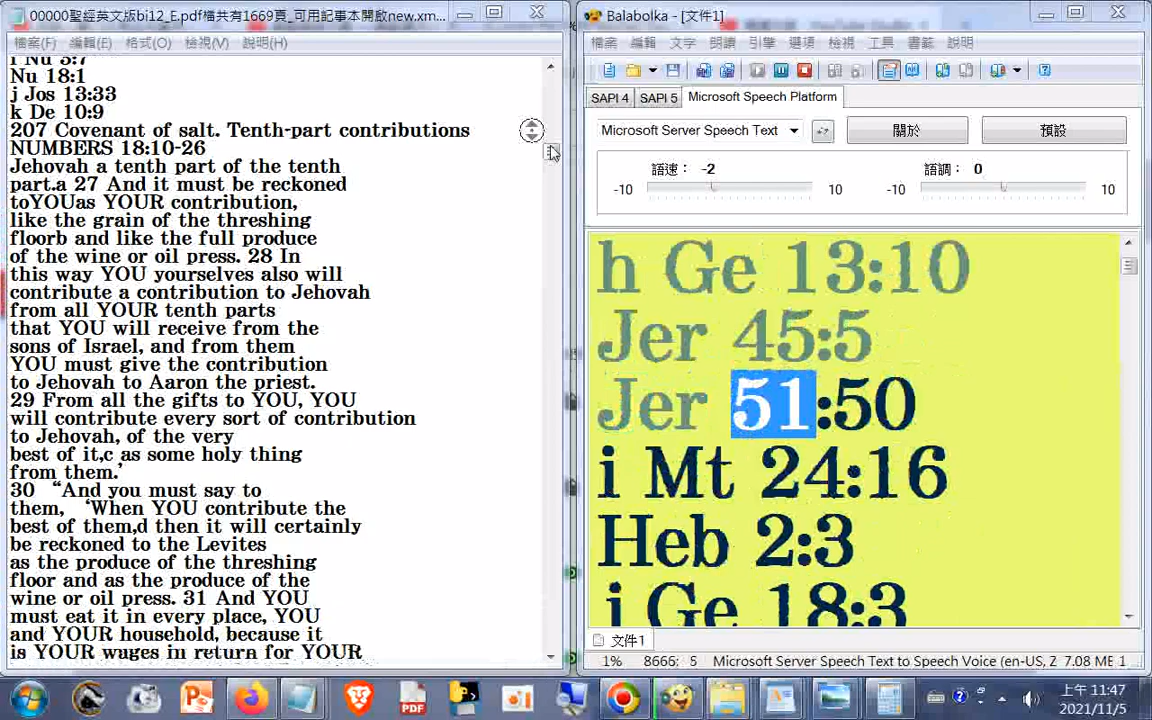 00000聖經英文版bi12_E.pdf檔共有1669頁_可用記事本開啟new.xm...
檔案(F) 編輯(E) 格式(O) 檢視(V) 說明(H)
i Nu 3:7
Nu 18:1
j Jos 13:33
k De 10:9
207 Covenant of salt. Tenth-part contributions
NUMBERS 18:10-26
Jehovah a tenth part of the tenth
part.a 27 And it must be reckoned
toYOUas YOUR contribution,
like the grain of the threshing
floorb and like the full produce
of the wine or oil press. 28 In
this way YOU yourselves also will
contribute a contribution to Jehovah
from all YOUR tenth parts
that YOU will receive from the
sons of Israel, and from them
YOU must give the contribution
to Jehovah to Aaron the priest.
29 From all the gifts to YOU, YOU
will contribute every sort of contribution
to Jehovah, of the very
best of it,c as some holy thing
from them.’
30 “And you must say to
them, ‘When YOU contribute the
best of them,d then it will certainly
be reckoned to the Levites
as the produce of the threshing
floor and as the produce of the
wine or oil press. 31 And YOU
must eat it in every place, YOU
and YOUR household, because it
is YOUR wages in return for YOUR
Balabolka - [文件1]
檔案 編輯 文字 朗讀 引擎 選項 檢視 工具 書籤 說明
SAPI 4 SAPI 5 Microsoft Speech Platform
Microsoft Server Speech Text 關於 預設
語速： -2 語調： 0
-10 10 -10 10
h Ge 13:10
Jer 45:5
Jer 51:50
i Mt 24:16
Heb 2:3
j Ge 18:3
文件1
1% 8666: 5 Microsoft Server Speech Text to Speech Voice (en-US, 2 7.08 ME 1
PDF
上午 11:47
2021/11/5